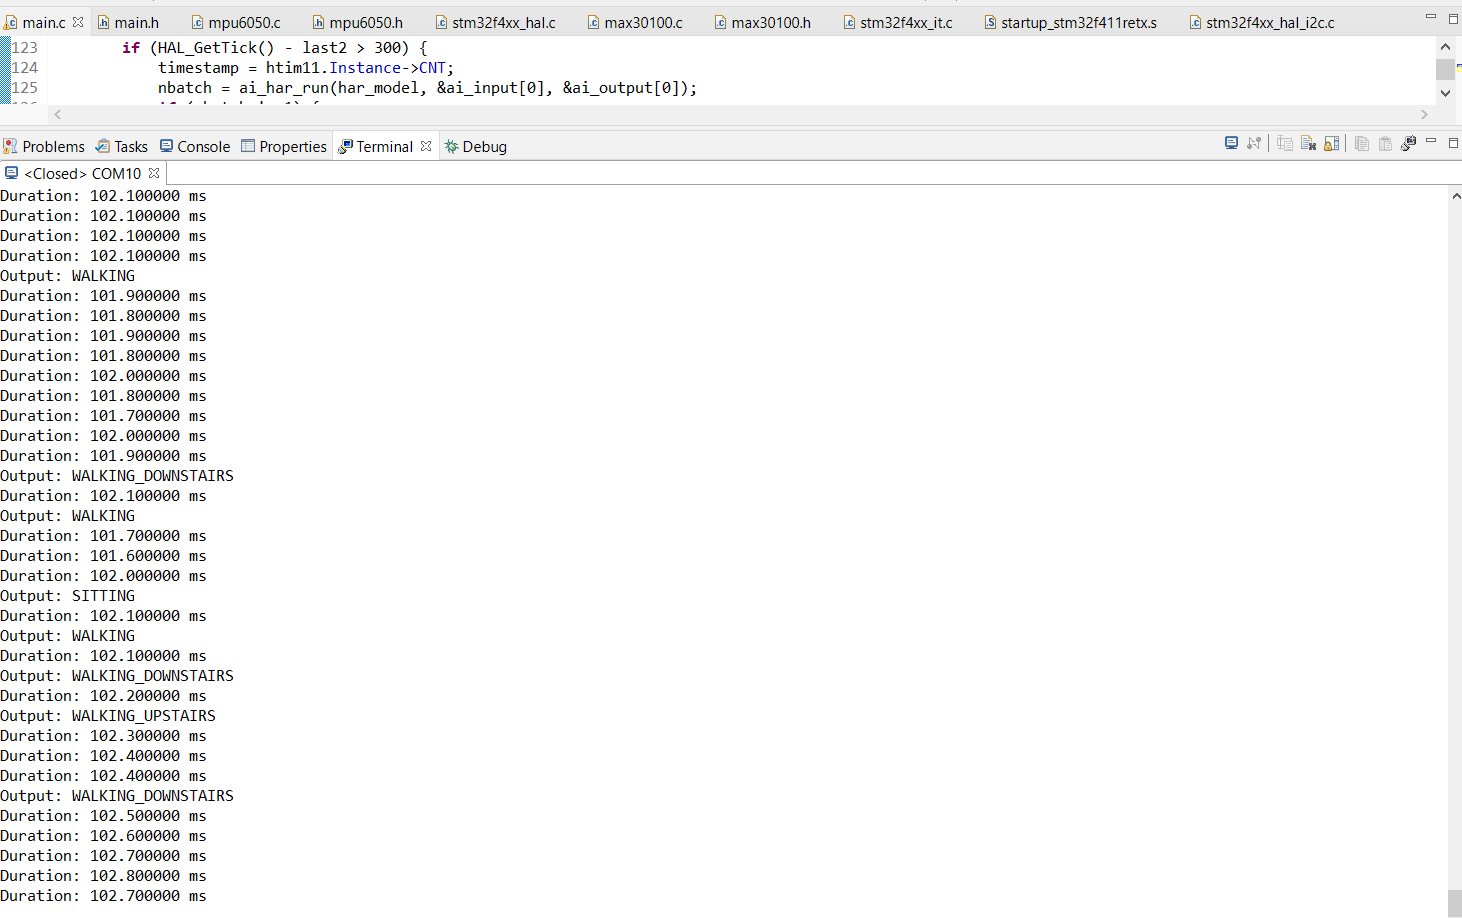 main.c main.h mpu6050.c mpu6050.h stm32f4xx_hal.c max30100.c max30100.h stm32f4xx_it.c startup_stm32f411retx.s stm32f4xx_hal_i2c.c
123 if (HAL_GetTick() - last2 > 300) {
124 timestamp = htim11.Instance->CNT;
125 nbatch = ai_har_run(har_model, &ai_input[0], &ai_output[0]);
Problems Tasks Console Properties Terminal Debug
<Closed> COM10
Duration: 102.100000 ms
Duration: 102.100000 ms
Duration: 102.100000 ms
Duration: 102.100000 ms
Output: WALKING
Duration: 101.900000 ms
Duration: 101.800000 ms
Duration: 101.900000 ms
Duration: 101.800000 ms
Duration: 102.000000 ms
Duration: 101.800000 ms
Duration: 101.700000 ms
Duration: 102.000000 ms
Duration: 101.900000 ms
Output: WALKING_DOWNSTAIRS
Duration: 102.100000 ms
Output: WALKING
Duration: 101.700000 ms
Duration: 101.600000 ms
Duration: 102.000000 ms
Output: SITTING
Duration: 102.100000 ms
Output: WALKING
Duration: 102.100000 ms
Output: WALKING_DOWNSTAIRS
Duration: 102.200000 ms
Output: WALKING_UPSTAIRS
Duration: 102.300000 ms
Duration: 102.400000 ms
Duration: 102.400000 ms
Output: WALKING_DOWNSTAIRS
Duration: 102.500000 ms
Duration: 102.600000 ms
Duration: 102.700000 ms
Duration: 102.800000 ms
Duration: 102.700000 ms